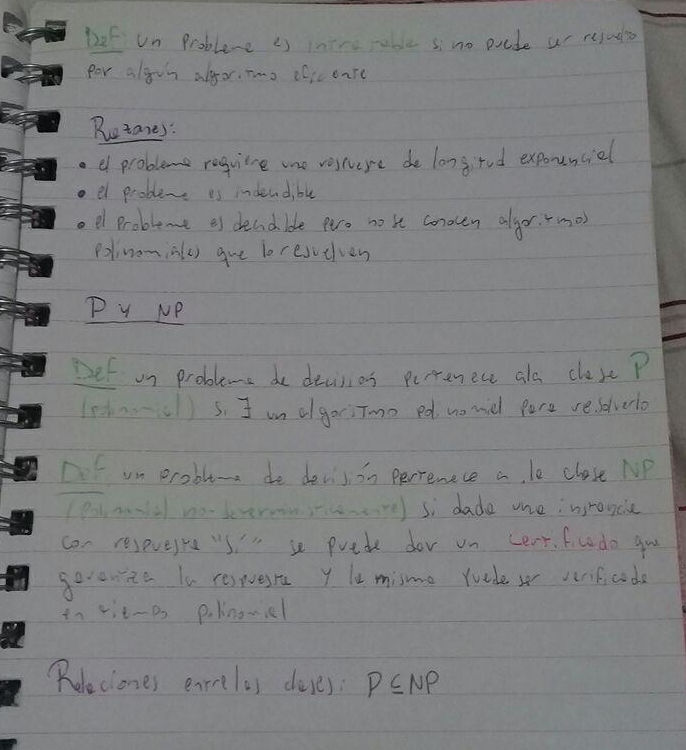 Def: un problema es intratable si no puede ser resuelto
por algún algoritmo eficiente
Razones:
• el problema requiere una respuesta de longitud exponencial
• el problema es indecidible
• el problema es decidible pero no se conocen algoritmos
polinomiales que lo resuelven
P y NP
Def un problema de decisión pertenece a la clase P
(polinomial) si ∃ un algoritmo polinomial para resolverlo
Def un problema de decisión pertenece a la clase NP
(polinomial no-determinísticamente) si dada una instancia
con respuesta "Si" se puede dar un certificado que
garantiza la respuesta y la misma puede ser verificada
en tiempo polinomial
Relaciones entre las clases: P ⊆ NP